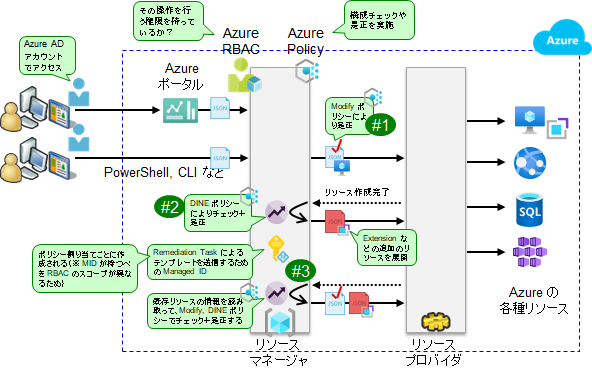 その操作を行
う権限を持って
いるか？
Azure
RBAC
Azure
Policy
構成チェックや
是正を実施
Azure
Azure AD
アカウント
でアクセス
Azure
ポータル
JSON
Modify ポ
リシーによ
り是正
#1
JSON
JSON
PowerShell, CLI など
リソース作成完了
#2
DINE ポリシー
によりチェック＋
是正
JSON
SQL
Extension な
どの追加のリ
ソースを展開
ポリシー割り当てごとに作
成される（※ MID が持つべ
き RBAC のスコープが異な
るため）
Remediation Task による
テンプレートを送信するため
の Managed ID
#3
既存リソースの情報を読み
取って、Modify, DINE ポリ
シーでチェック＋是正する
JSON
JSON
Azure の
各種リソース
リソース
マネージャ
リソース
プロバイダ